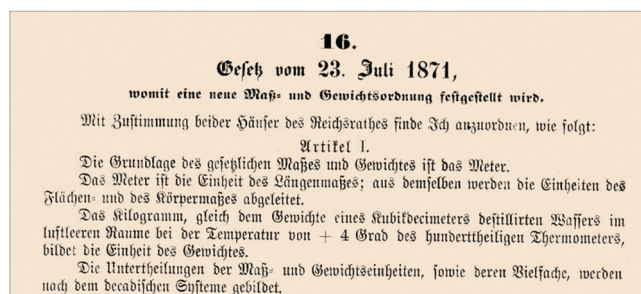 16.
Gesetz vom 23. Juli 1871,
womit eine neue Maß- und Gewichtsordnung festgestellt wird.
Mit Zustimmung beider Häuser des Reichsrathes finde Ich anzuordnen, wie folgt:
Artikel I.
Die Grundlage des gesetzlichen Maßes und Gewichtes ist das Meter.
Das Meter ist die Einheit des Längenmaßes; aus demselben werden die Einheiten des
Flächen- und des Körpermaßes abgeleitet.
Das Kilogramm, gleich dem Gewichte eines Kubikdecimeters destillirten Wassers im
luftleeren Raume bei der Temperatur von + 4 Grad des hunderttheiligen Thermometers,
bildet die Einheit des Gewichtes.
Die Untertheilungen der Maß- und Gewichtseinheiten, sowie deren Vielfache, werden
nach dem decadischen Systeme gebildet.